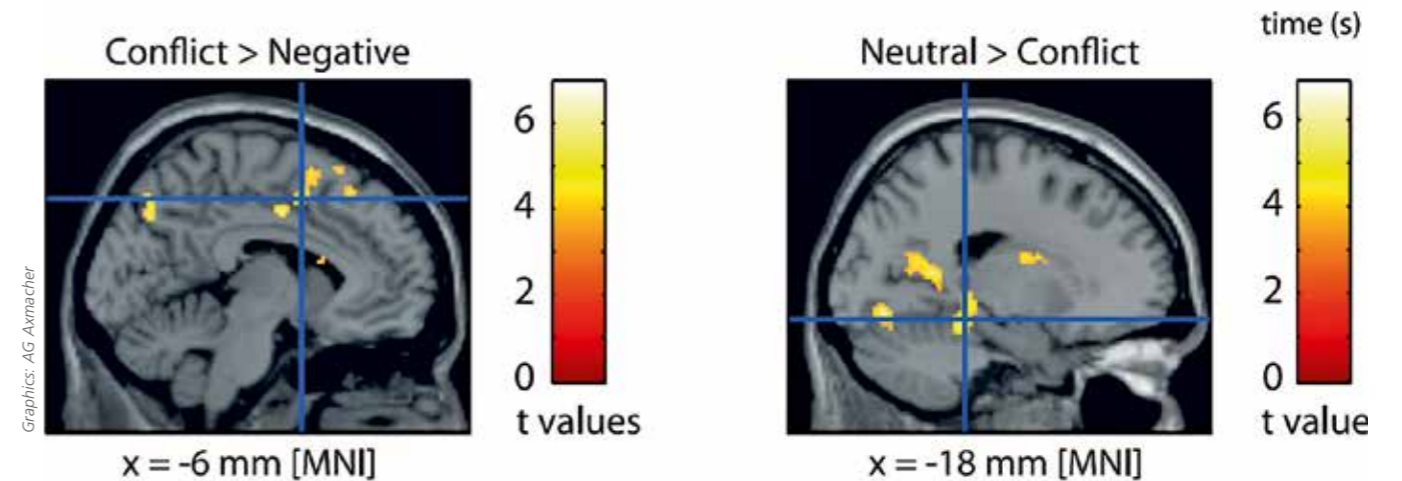 time (s)
Conflict > Negative
Neutral > Conflict
6
4
2
0
t values
6
4
2
0
t value
x = -6 mm [MNI]
x = -18 mm [MNI]
Graphics: AG Axmacher